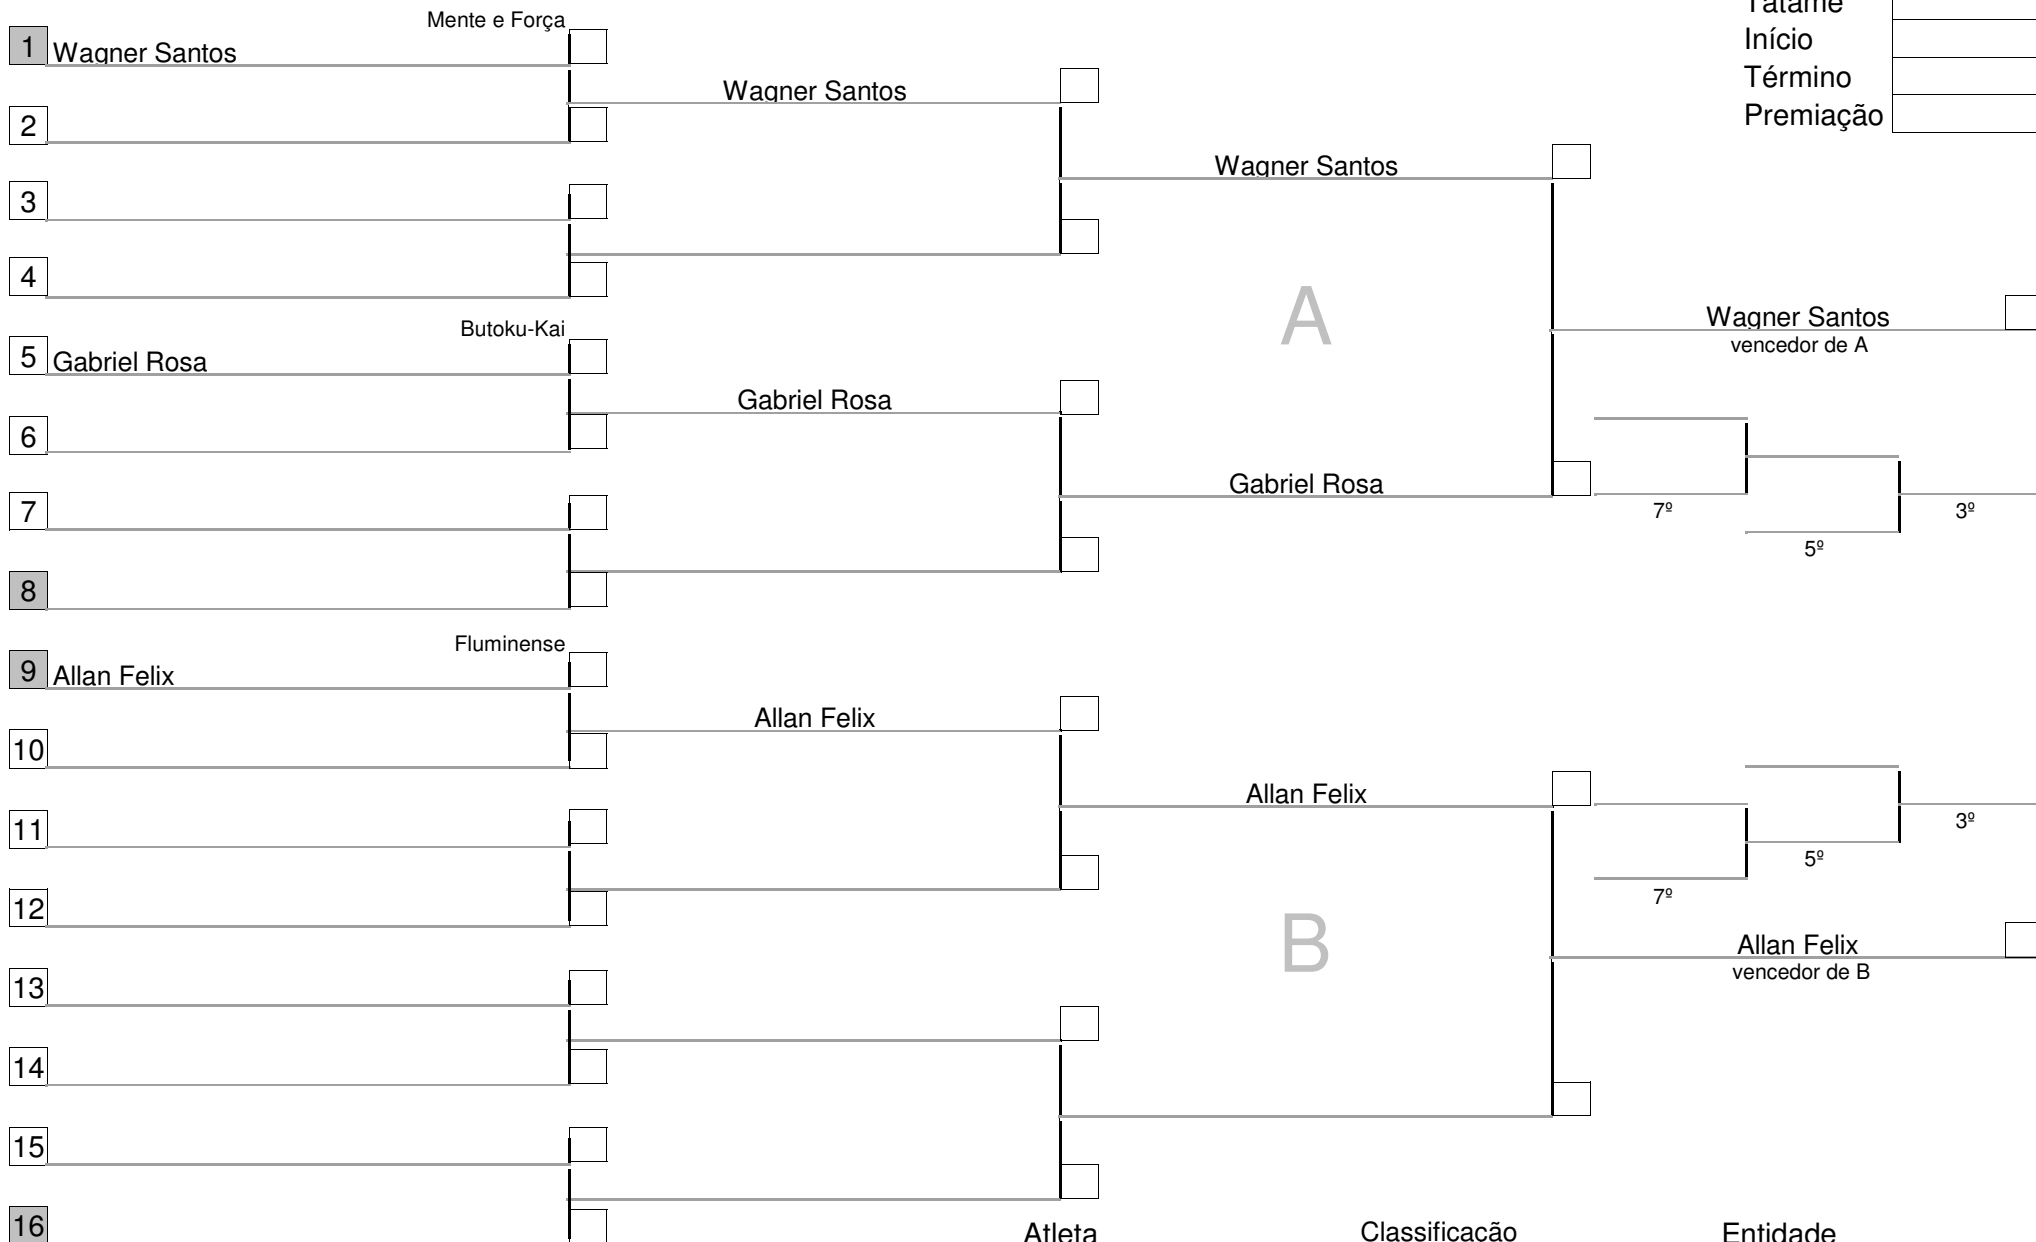 Mente e Força
1 Wagner Santos
Wagner Santos
2
Wagner Santos
3
4
Butoku-Kai
5 Gabriel Rosa
Gabriel Rosa
6
Gabriel Rosa
7
8
A
Wagner Santos
vencedor de A
7º
5º
3º
Tatame
Início
Término
Premiação
Fluminense
9 Allan Felix
Allan Felix
10
Allan Felix
11
12
13
14
15
16
B
3º
5º
7º
Allan Felix
vencedor de B
Atleta Classificação Entidade